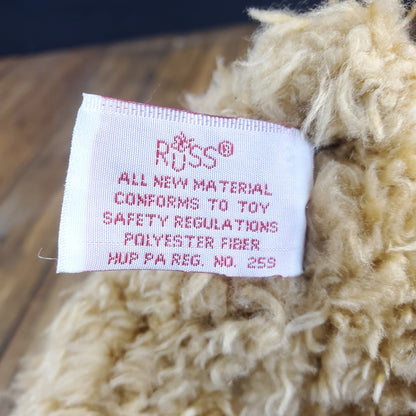 RUSS®
ALL NEW MATERIAL
CONFORMS TO TOY
SAFETY REGULATIONS
POLYESTER FIBER
HUP PA REG. NO. 259